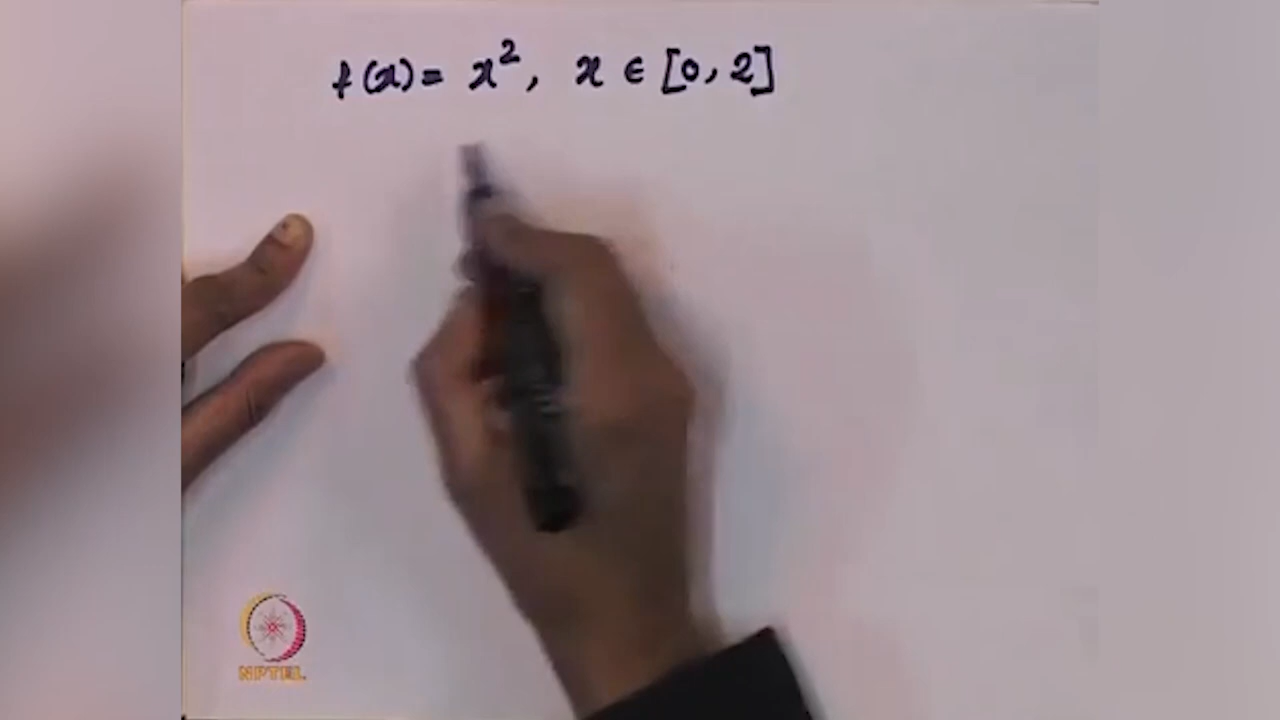 f(x) = x², x ∈ [0, 2]
NPTEL